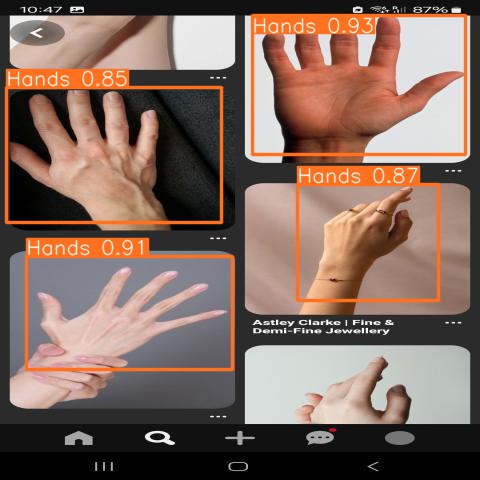 10:47
87%
Hands 0.93
Hands 0.85
Hands 0.87
Hands 0.91
Astley Clarke | Fine &
Demi-Fine Jewellery